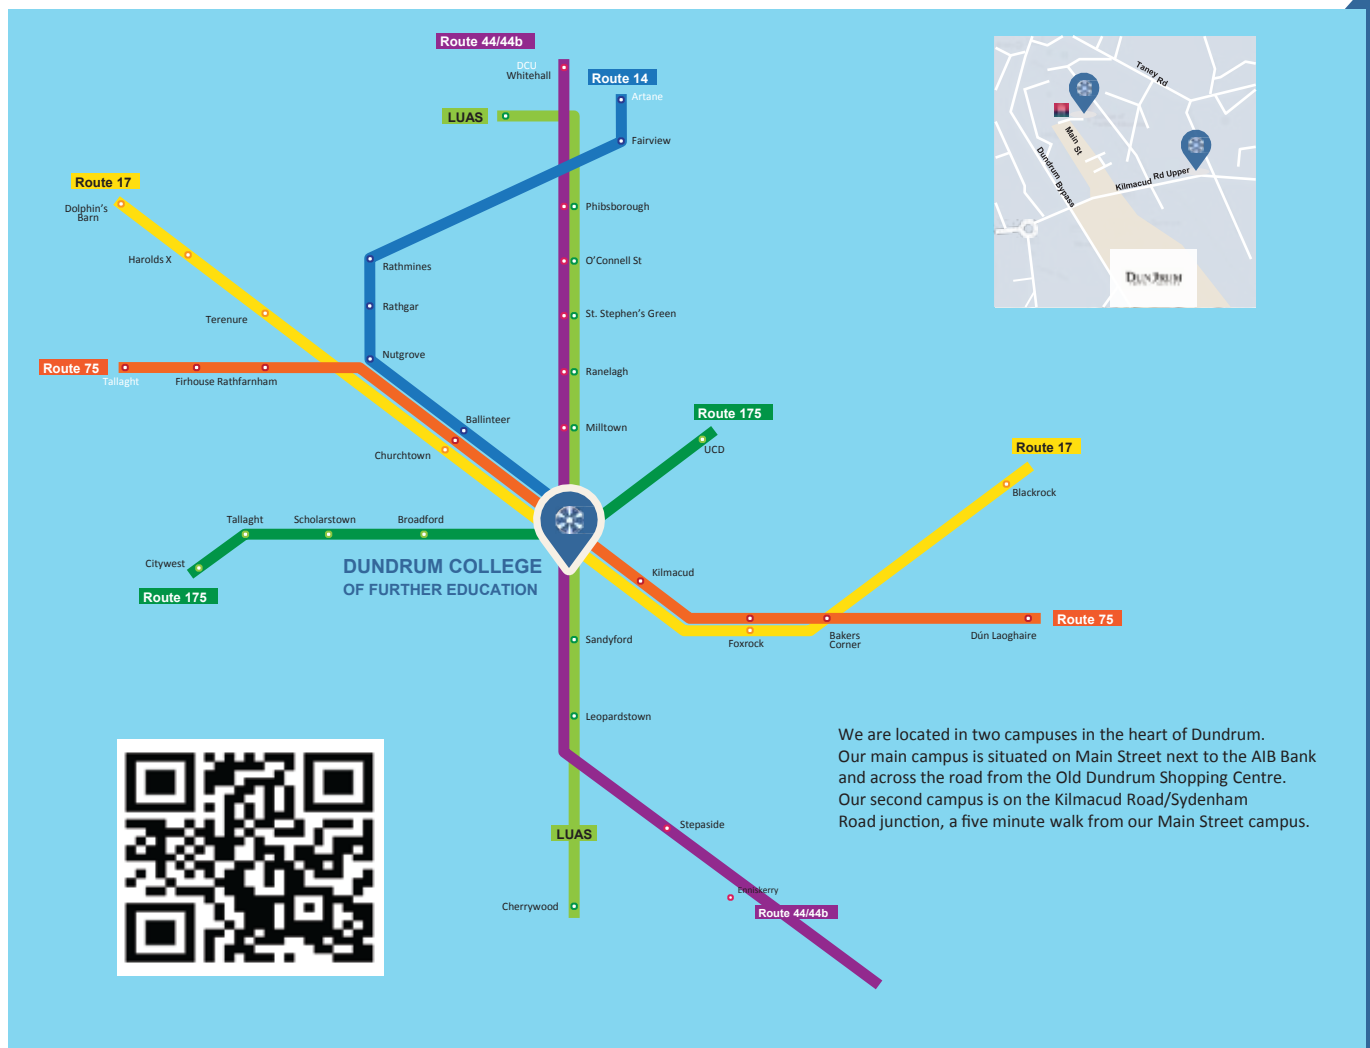 Route 44/44b
DCU
Whitehall
Route 14
Artane
LUAS
Fairview
Taney Rd
Main St
Dundrum Bypass
Kilmacud Rd Upper
DUNDRUM
Route 17
Dolphin's
Barn
Harolds X
Terenure
Rathmines
Rathgar
Nutgrove
Phibsborough
O'Connell St
St. Stephen's Green
Ranelagh
Milltown
Route 75
Tallaght
Firhouse Rathfarnham
Ballinteer
Churchtown
Route 175
UCD
Route 17
Blackrock
Tallaght
Scholarstown
Broadford
Citywest
Route 175
DUNDRUM COLLEGE
OF FURTHER EDUCATION
Kilmacud
Foxrock
Bakers
Corner
Dún Laoghaire
Route 75
Sandyford
Leopardstown
LUAS
Stepaside
Enniskerry
Route 44/44b
Cherrywood
We are located in two campuses in the heart of Dundrum.
Our main campus is situated on Main Street next to the AIB Bank
and across the road from the Old Dundrum Shopping Centre.
Our second campus is on the Kilmacud Road/Sydenham
Road junction, a five minute walk from our Main Street campus.